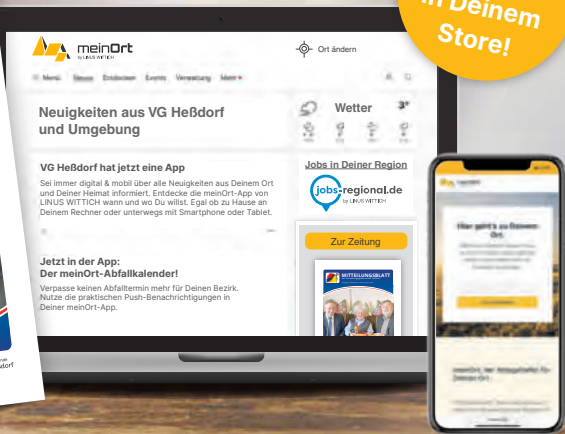 in Deinem
Store!
meinOrt
by LINUS WITTICH
Ort ändern
Menü News Entdecken Events Verwaltung Mehr
Neuigkeiten aus VG Heßdorf
und Umgebung
Wetter 3°
VG Heßdorf hat jetzt eine App
Sei immer digital & mobil über alle Neuigkeiten aus Deinem Ort
und Deiner Heimat informiert. Entdecke die meinOrt-App von
LINUS WITTICH wann und wo Du willst. Egal ob zu Hause an
Deinem Rechner oder unterwegs mit Smartphone oder Tablet.
Jetzt in der App:
Der meinOrt-Abfallkalender!
Verpasse keinen Abfalltermin mehr für Deinen Bezirk.
Nutze die praktischen Push-Benachrichtigungen in
Deiner meinOrt-App.
Jobs in Deiner Region
jobs-regional.de
by LINUS WITTICH
Zur Zeitung
MITTEILUNGSBLATT
Hier geht's zu Deinem
Ort.